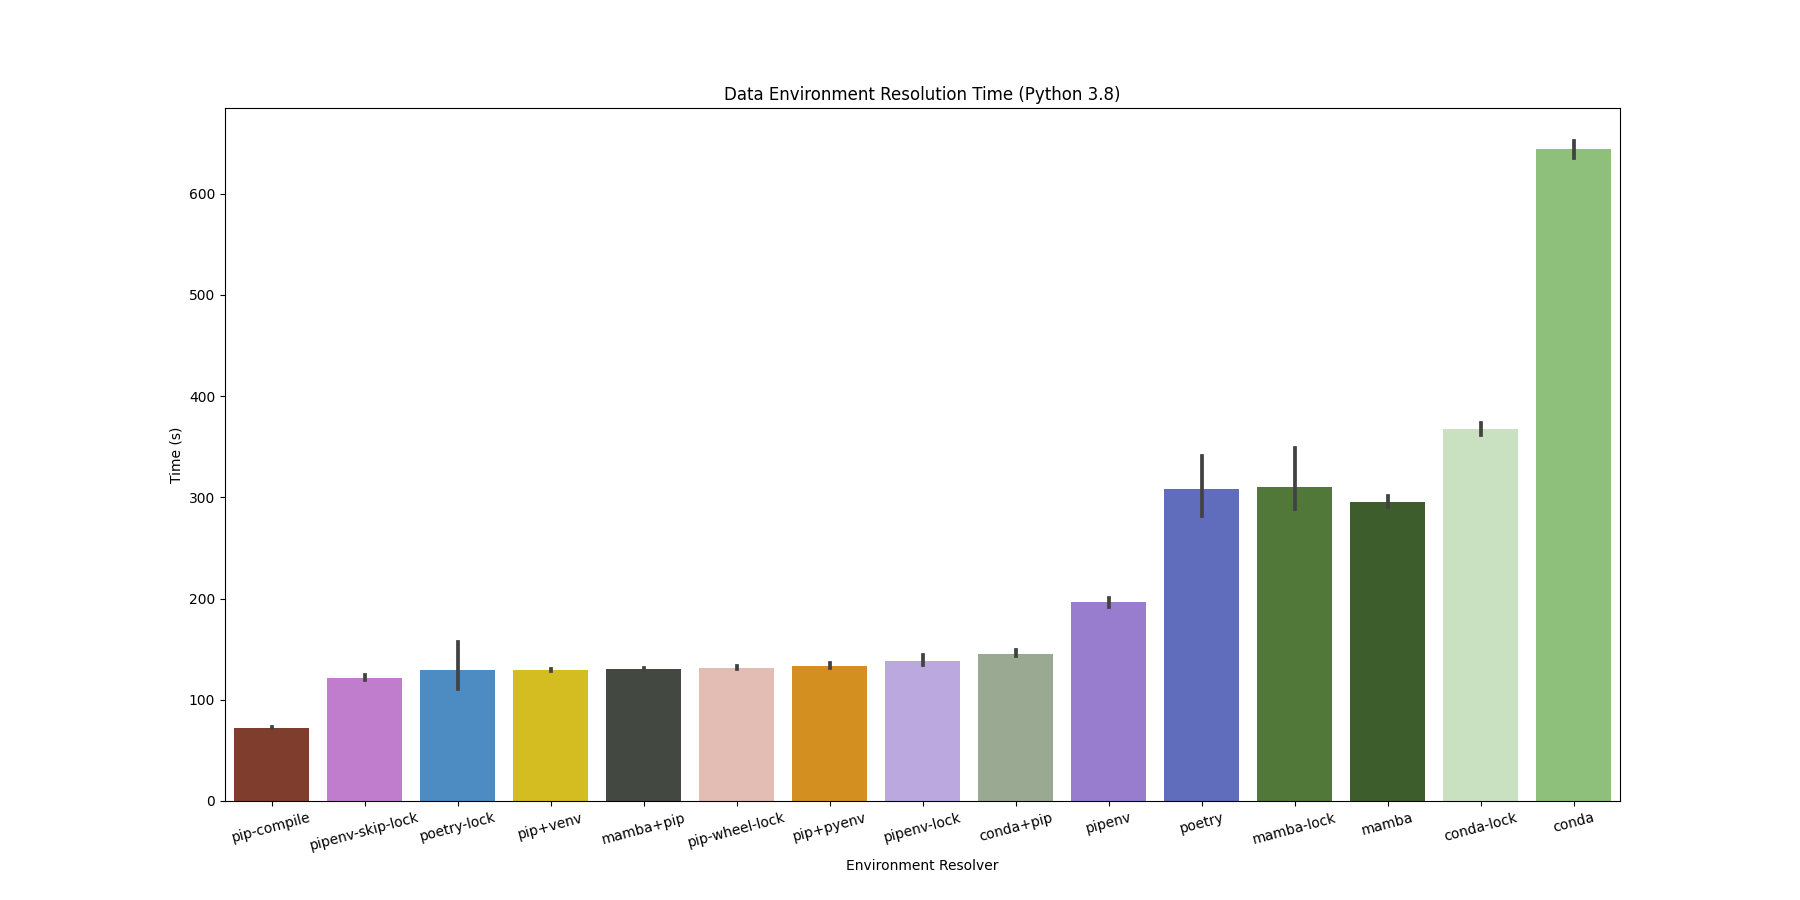 Data Environment Resolution Time (Python 3.8)
Time (s)
600
500
400
300
200
100
0
pip-compile
pipenv-skip-lock
poetry-lock
pip+venv
mamba+pip
pip-wheel-lock
pip+pyenv
pipenv-lock
conda+pip
pipenv
poetry
mamba-lock
mamba
conda-lock
conda
Environment Resolver